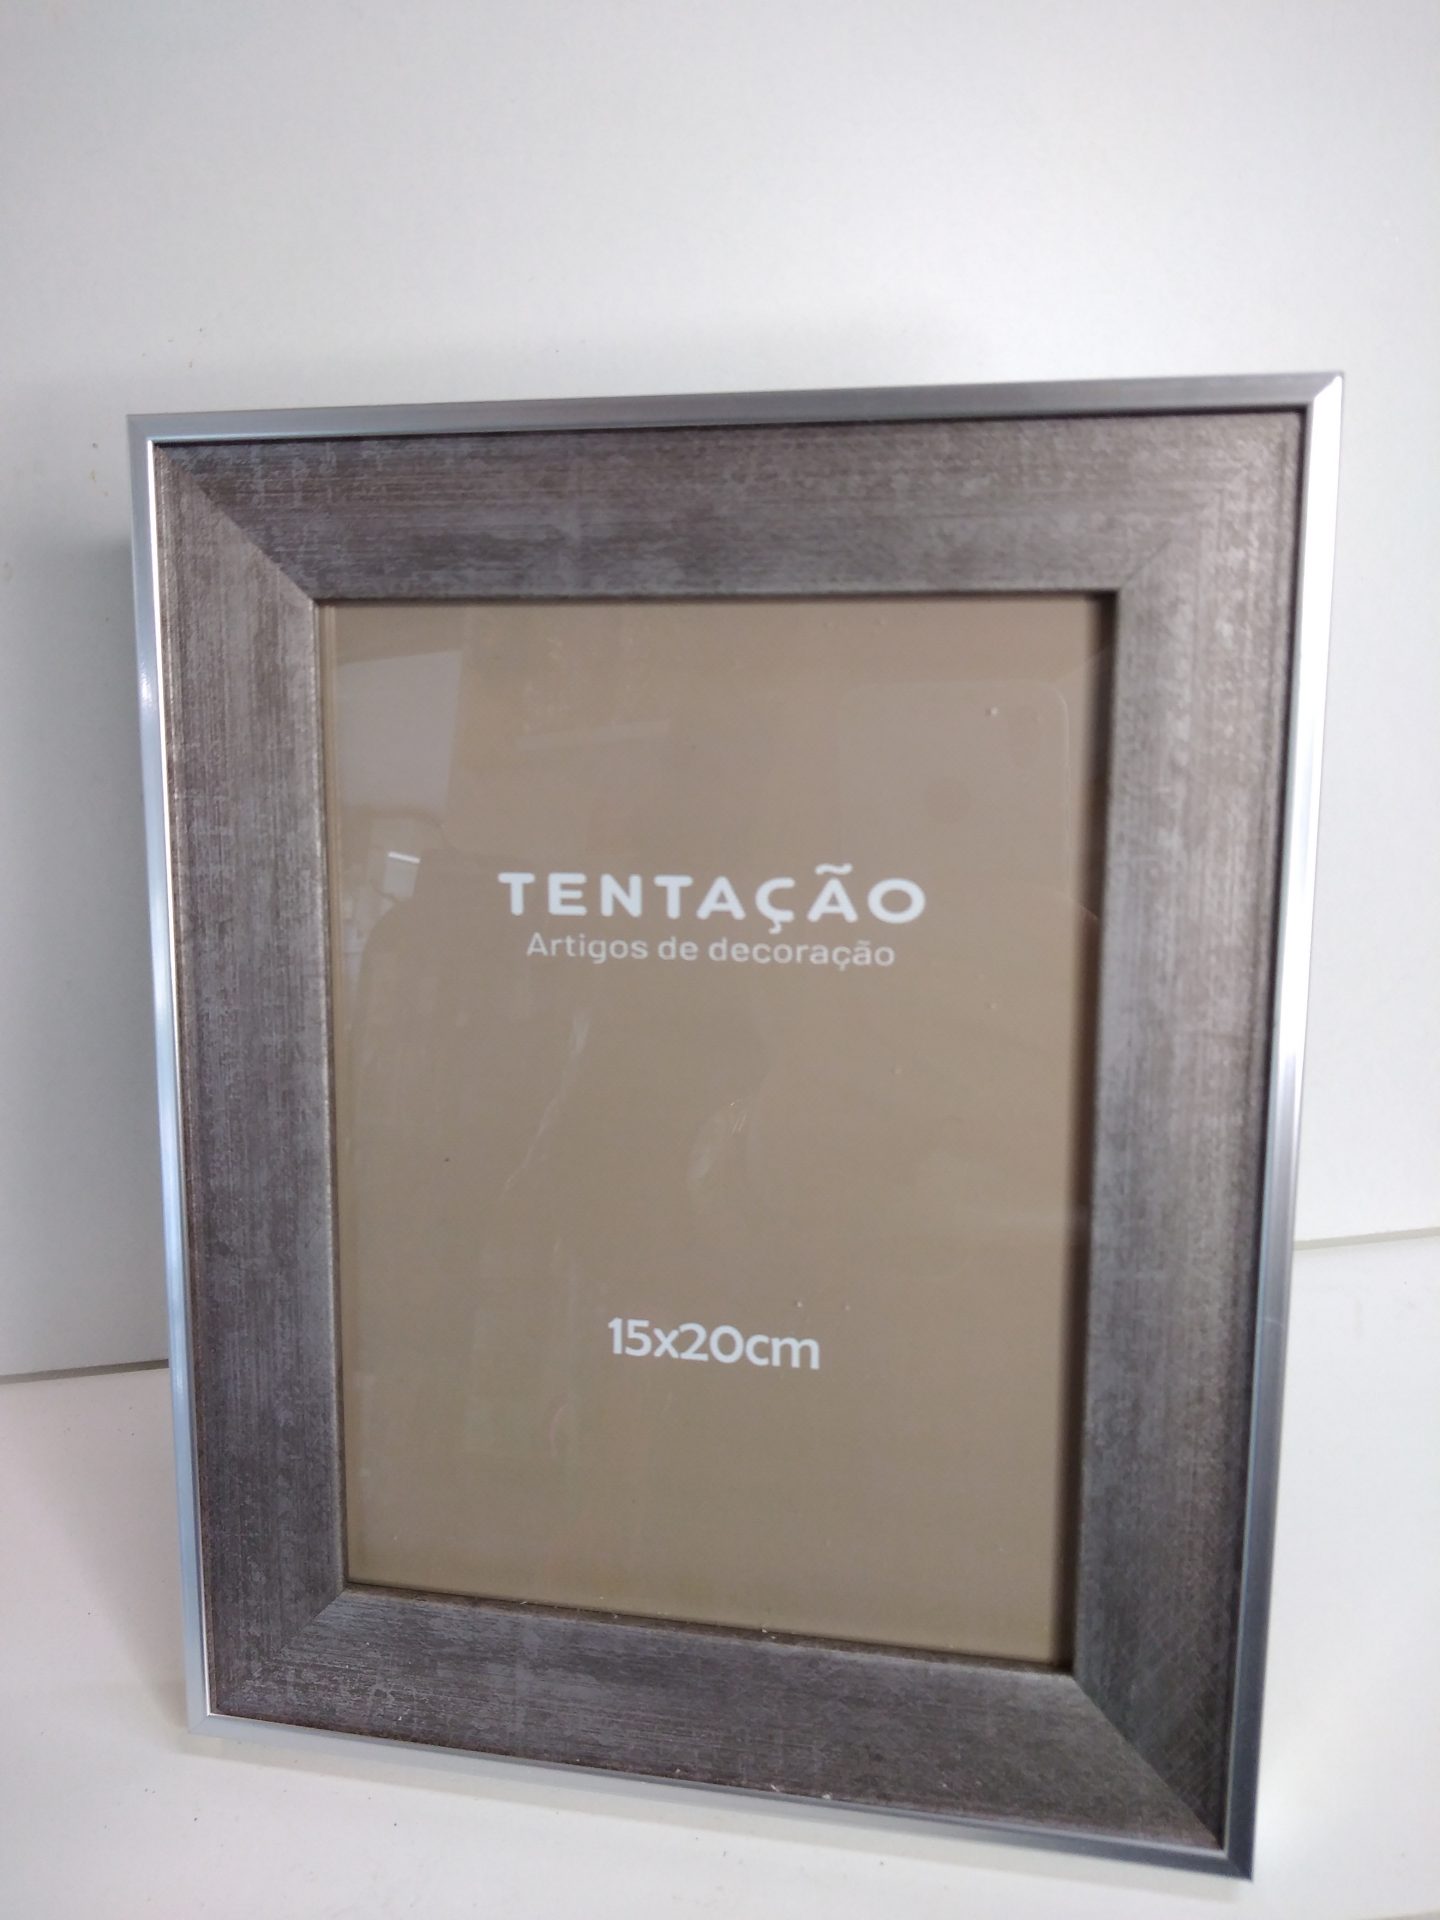 TENTAÇÃO
Artigos de decoração
15x20cm